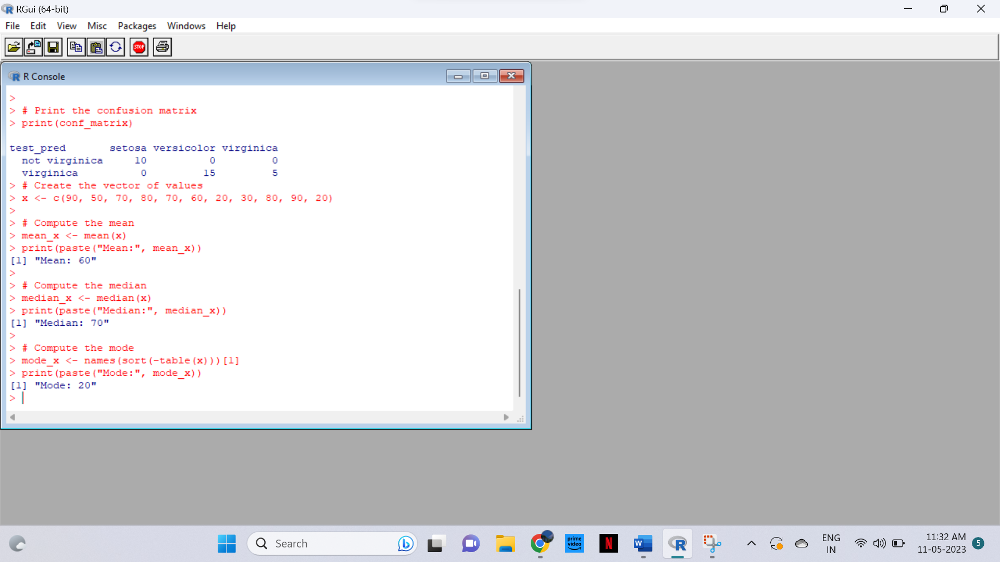 RGui (64-bit)
File Edit View Misc Packages Windows Help
STOP
R Console
>
> # Print the confusion matrix
> print(conf_matrix)
test_pred       setosa versicolor virginica
  not virginica     10          0         0
  virginica          0         15         5
> # Create the vector of values
> x <- c(90, 50, 70, 80, 70, 60, 20, 30, 80, 90, 20)
>
> # Compute the mean
> mean_x <- mean(x)
> print(paste("Mean:", mean_x))
[1] "Mean: 60"
>
> # Compute the median
> median_x <- median(x)
> print(paste("Median:", median_x))
[1] "Median: 70"
>
> # Compute the mode
> mode_x <- names(sort(-table(x)))[1]
> print(paste("Mode:", mode_x))
[1] "Mode: 20"
>
Search
prime video
N
W
R
ENG
IN
11:32 AM
11-05-2023
5